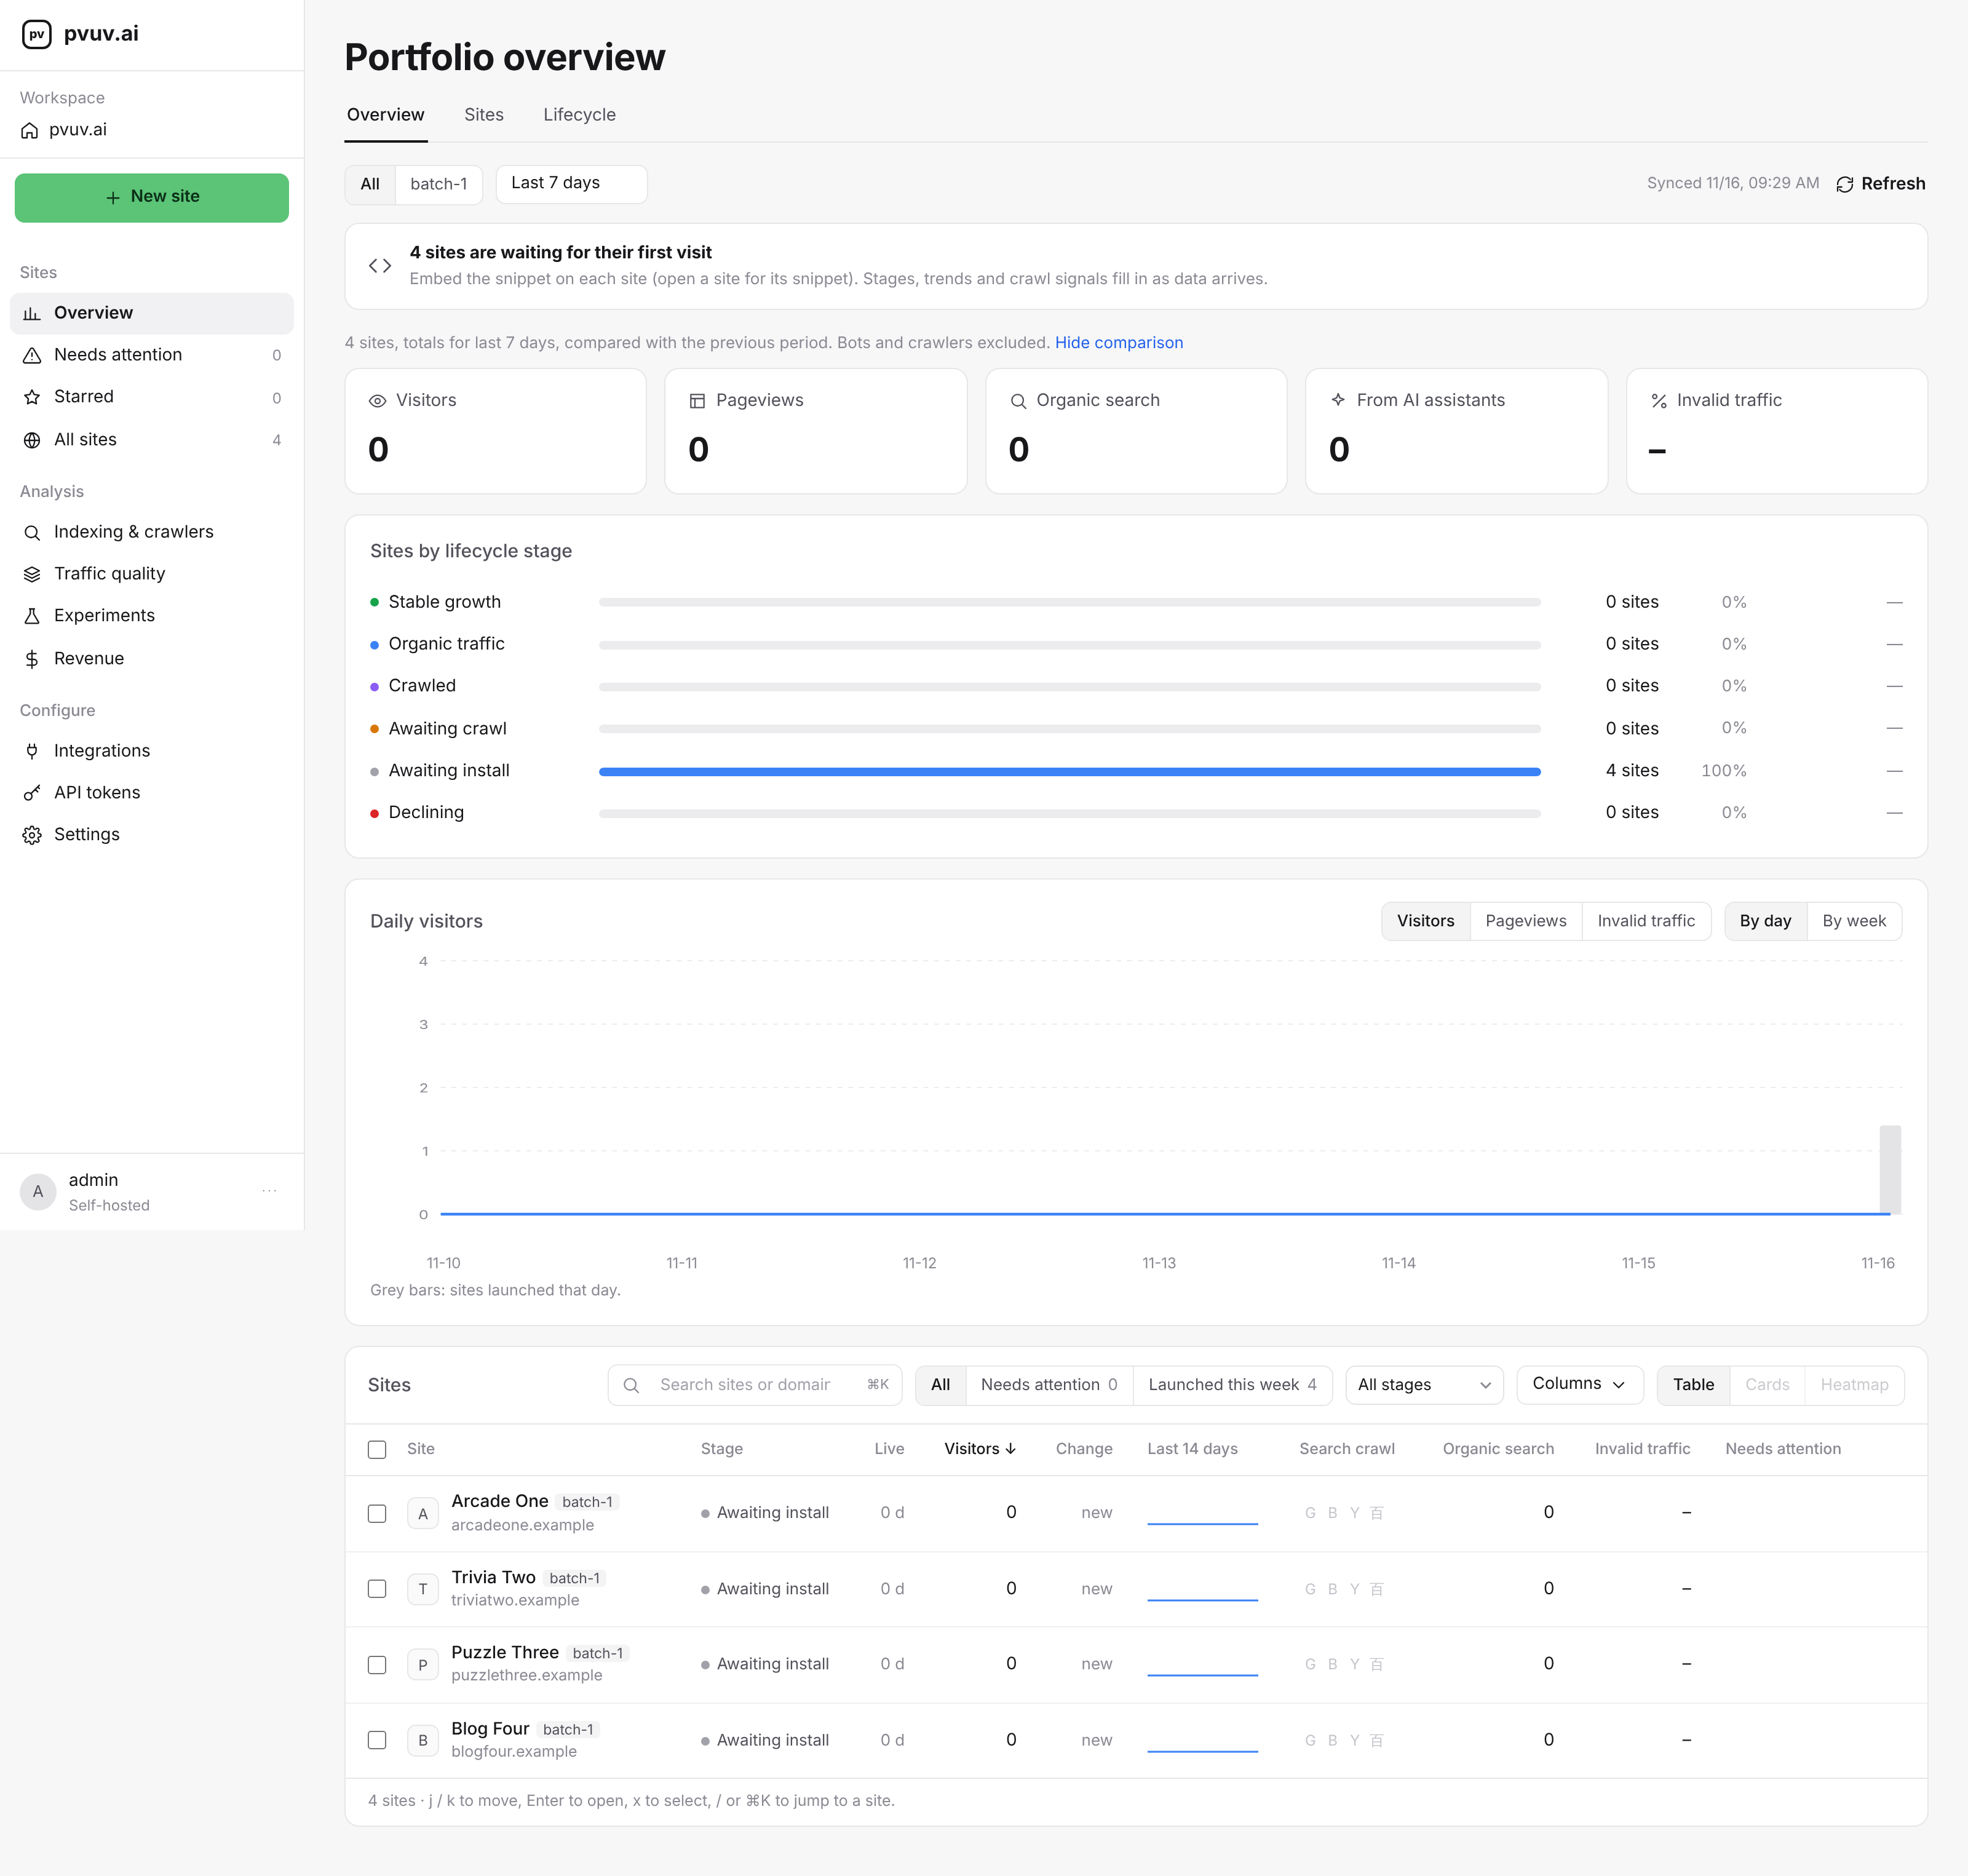 pv pvuv.ai
Workspace
pvuv.ai
+ New site
Sites
Overview
Needs attention 0
Starred 0
All sites 4
Analysis
Indexing & crawlers
Traffic quality
Experiments
Revenue
Configure
Integrations
API tokens
Settings
A admin
Self-hosted
...
Portfolio overview
Overview Sites Lifecycle
All batch-1 Last 7 days Synced 11/16, 09:29 AM Refresh
4 sites are waiting for their first visit
Embed the snippet on each site (open a site for its snippet). Stages, trends and crawl signals fill in as data arrives.
4 sites, totals for last 7 days, compared with the previous period. Bots and crawlers excluded. Hide comparison
Visitors Pageviews Organic search From AI assistants Invalid traffic
0 0 0 0 –
Sites by lifecycle stage
Stable growth 0 sites 0% —
Organic traffic 0 sites 0% —
Crawled 0 sites 0% —
Awaiting crawl 0 sites 0% —
Awaiting install 4 sites 100% —
Declining 0 sites 0% —
Daily visitors Visitors Pageviews Invalid traffic By day By week
4
3
2
1
0
11-10 11-11 11-12 11-13 11-14 11-15 11-16
Grey bars: sites launched that day.
Sites Search sites or domair ⌘K All Needs attention 0 Launched this week 4 All stages Columns Table Cards Heatmap
Site Stage Live Visitors ↓ Change Last 14 days Search crawl Organic search Invalid traffic Needs attention
A Arcade One batch-1 Awaiting install 0 d 0 new G B Y 百 0 –
arcadeone.example
T Trivia Two batch-1 Awaiting install 0 d 0 new G B Y 百 0 –
triviatwo.example
P Puzzle Three batch-1 Awaiting install 0 d 0 new G B Y 百 0 –
puzzlethree.example
B Blog Four batch-1 Awaiting install 0 d 0 new G B Y 百 0 –
blogfour.example
4 sites · j / k to move, Enter to open, x to select, / or ⌘K to jump to a site.